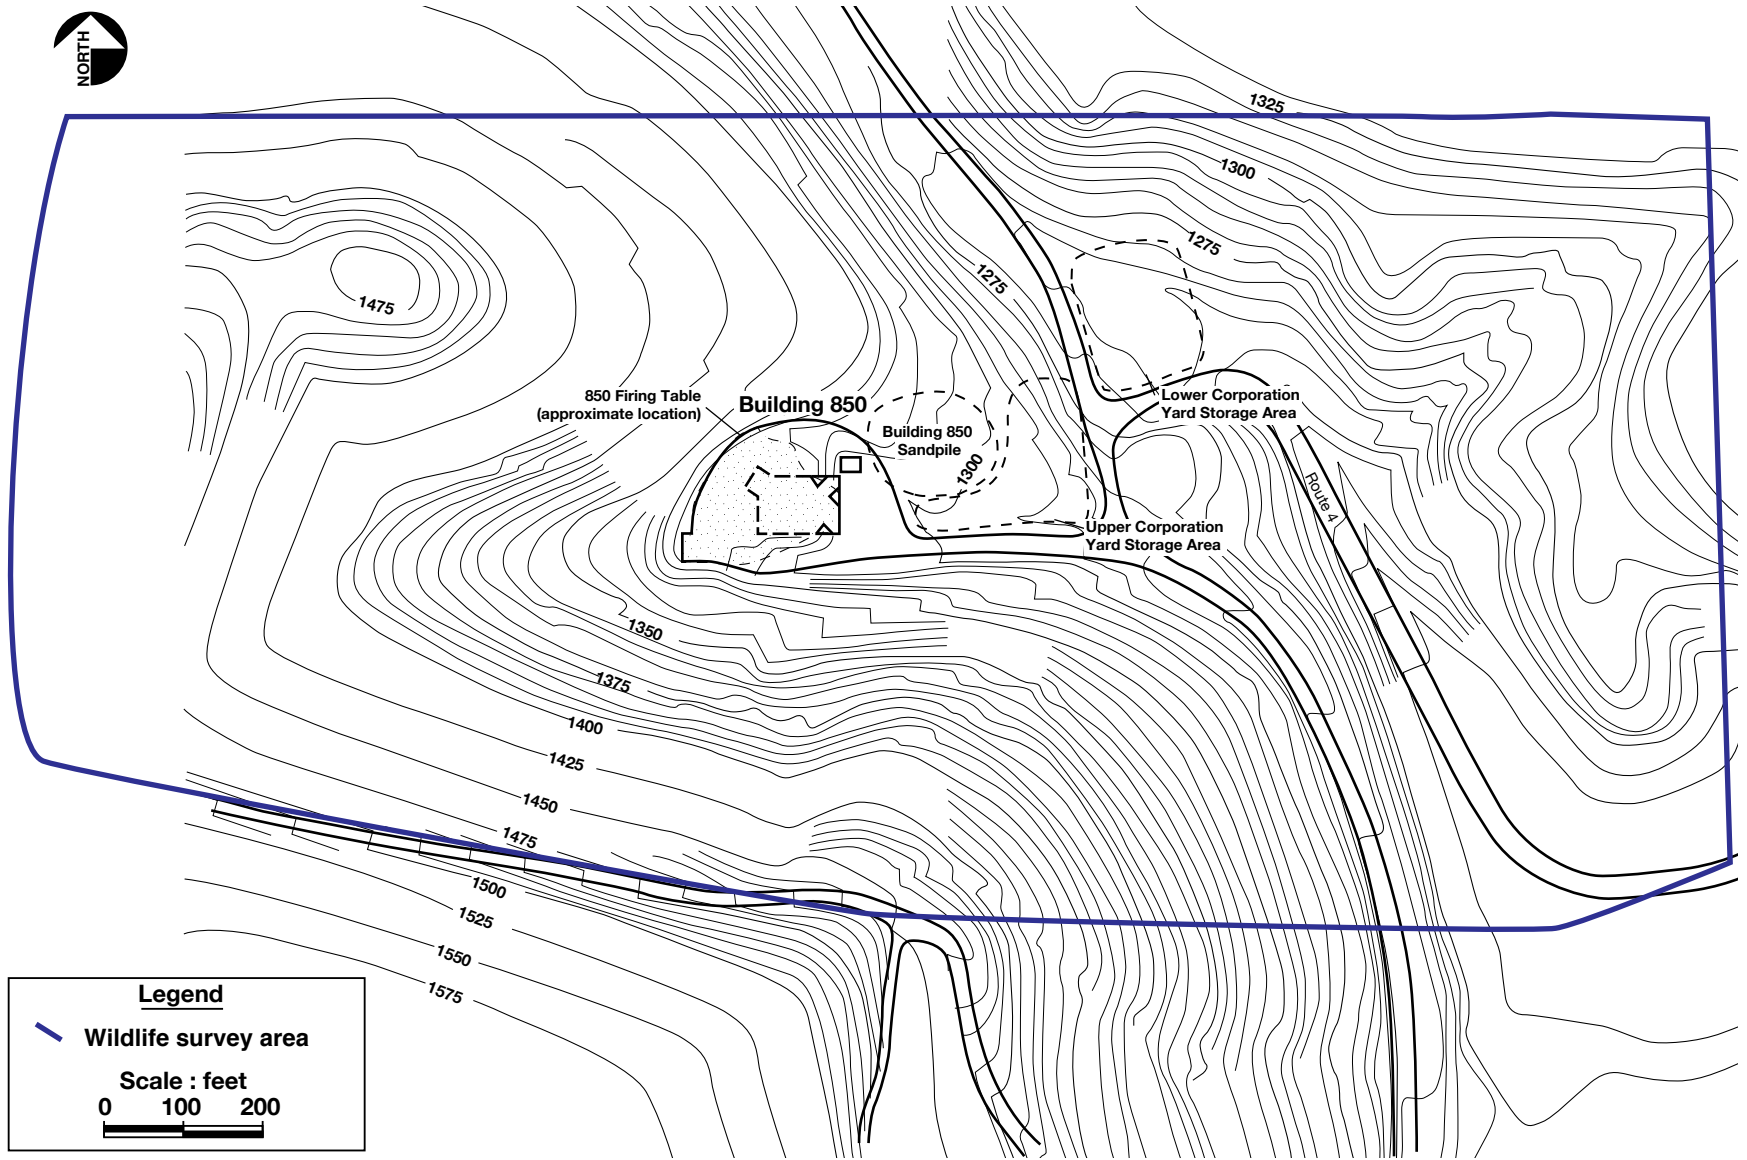 NORTH
1325
1300
1275
1275
1475
850 Firing Table
(approximate location)
Building 850
Lower Corporation
Yard Storage Area
Building 850
Sandpile
1300
Route 4
Upper Corporation
Yard Storage Area
1350
1375
1400
1425
1450
1475
1500
1525
1550
1575
Legend
Wildlife survey area
Scale : feet
0 100 200